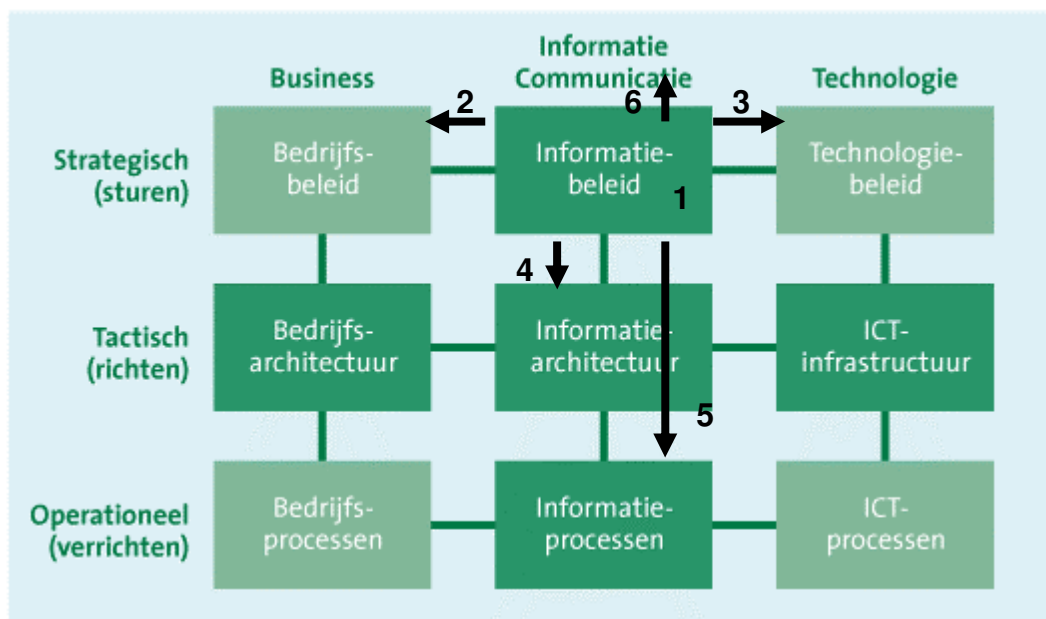 Informatie
Business
Communicatie
Technologie
2
6
3
Strategisch
(sturen)
Bedrijfs-
beleid
Informatie-
beleid
Technologie-
beleid
1
4
Tactisch
(richten)
Bedrijfs-
architectuur
Informatie-
architectuur
ICT-
infrastructuur
5
Operationeel
(verrichten)
Bedrijfs-
processen
Informatie-
processen
ICT-
processen